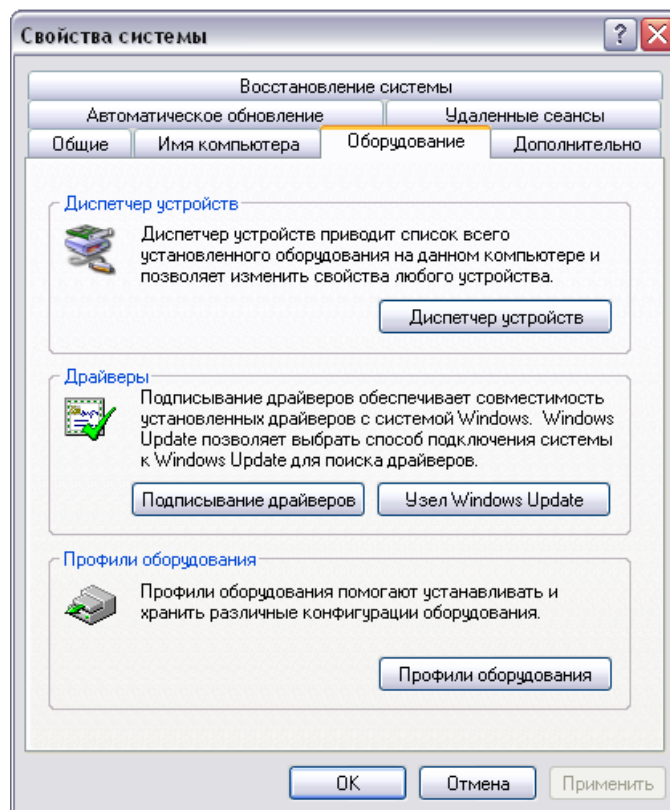 Свойства системы
Восстановление системы
Автоматическое обновление
Удаленные сеансы
Общие
Имя компьютера
Оборудование
Дополнительно
Диспетчер устройств
Диспетчер устройств приводит список всего
установленного оборудования на данном компьютере и
позволяет изменить свойства любого устройства.
Диспетчер устройств
Драйверы
Подписывание драйверов обеспечивает совместимость
установленных драйверов с системой Windows. Windows
Update позволяет выбрать способ подключения системы
к Windows Update для поиска драйверов.
Подписывание драйверов
Узел Windows Update
Профили оборудования
Профили оборудования помогают устанавливать и
хранить различные конфигурации оборудования.
Профили оборудования
OK
Отмена
Применить